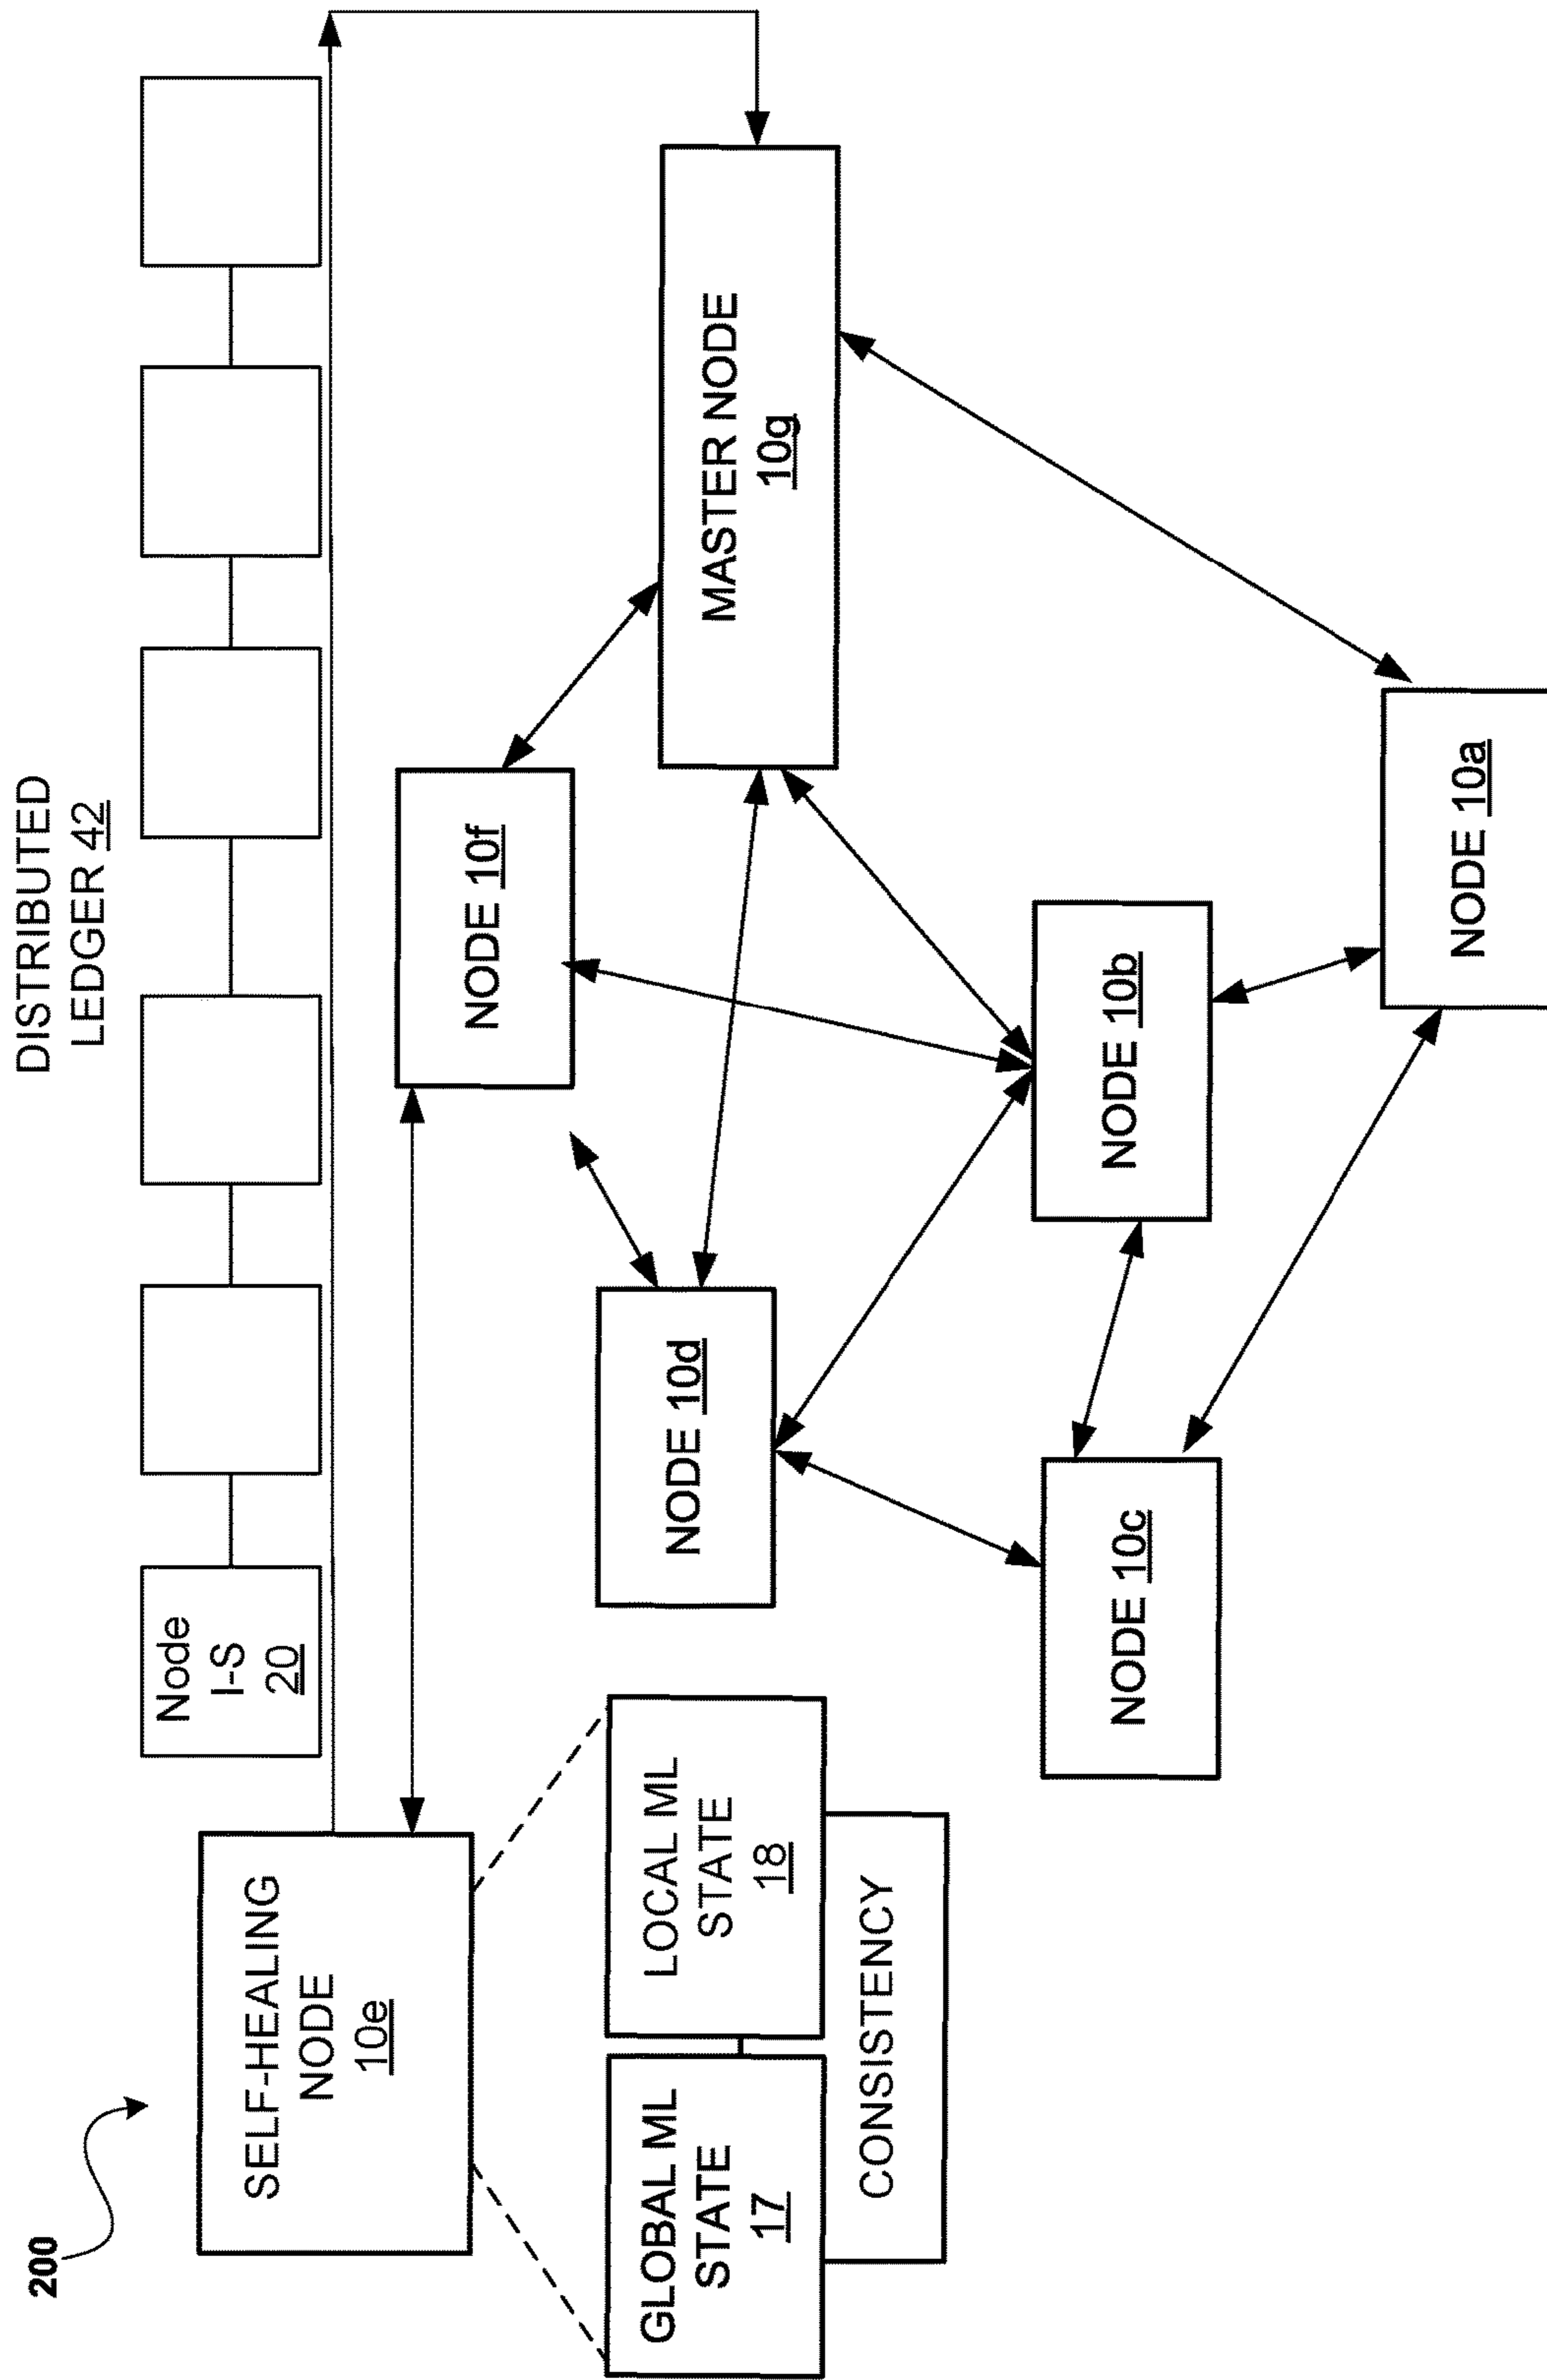 200
DISTRIBUTED
LEDGER 42
Node
I-S
20
SELF-HEALING
NODE
10e
GLOBAL ML
STATE
17
LOCAL ML
STATE
18
CONSISTENCY
NODE 10f
NODE 10d
MASTER NODE
10g
NODE 10b
NODE 10c
NODE 10a